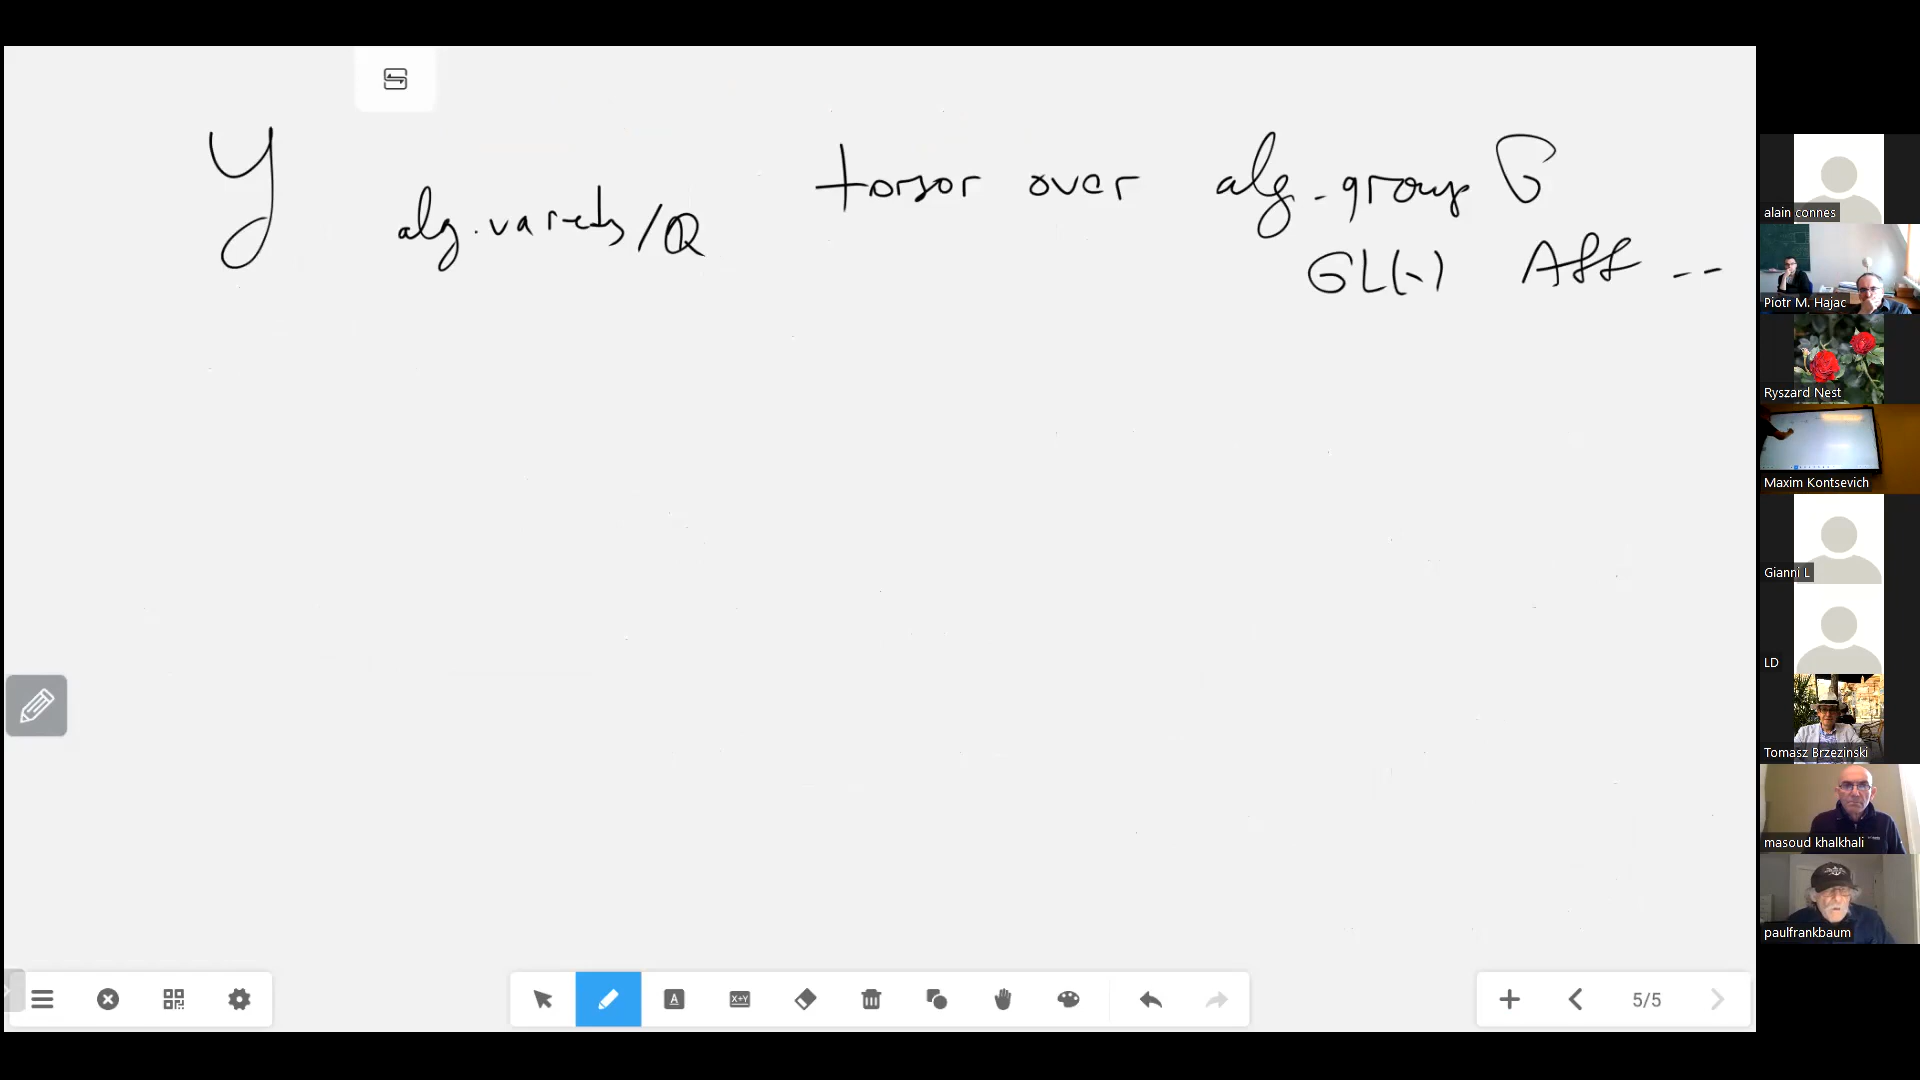 Y alg. variety/Q torsor over alg. group G
GL(-) Aff --
alain connes
Piotr M. Hajac
Ryszard Nest
Maxim Kontsevich
Gianni L
LD
Tomasz Brzezinski
masoud khalkhali
paulfrankbaum
A
X+Y
5/5